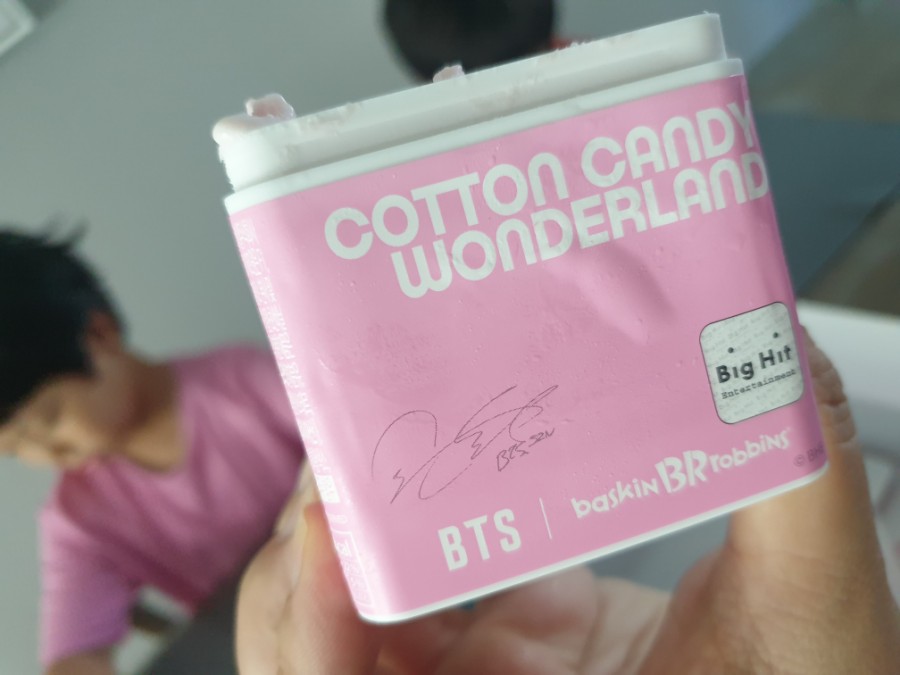 COTTON CANDY
WONDERLAND
Big Hit
Entertainment
BTS
baskin BR robbins